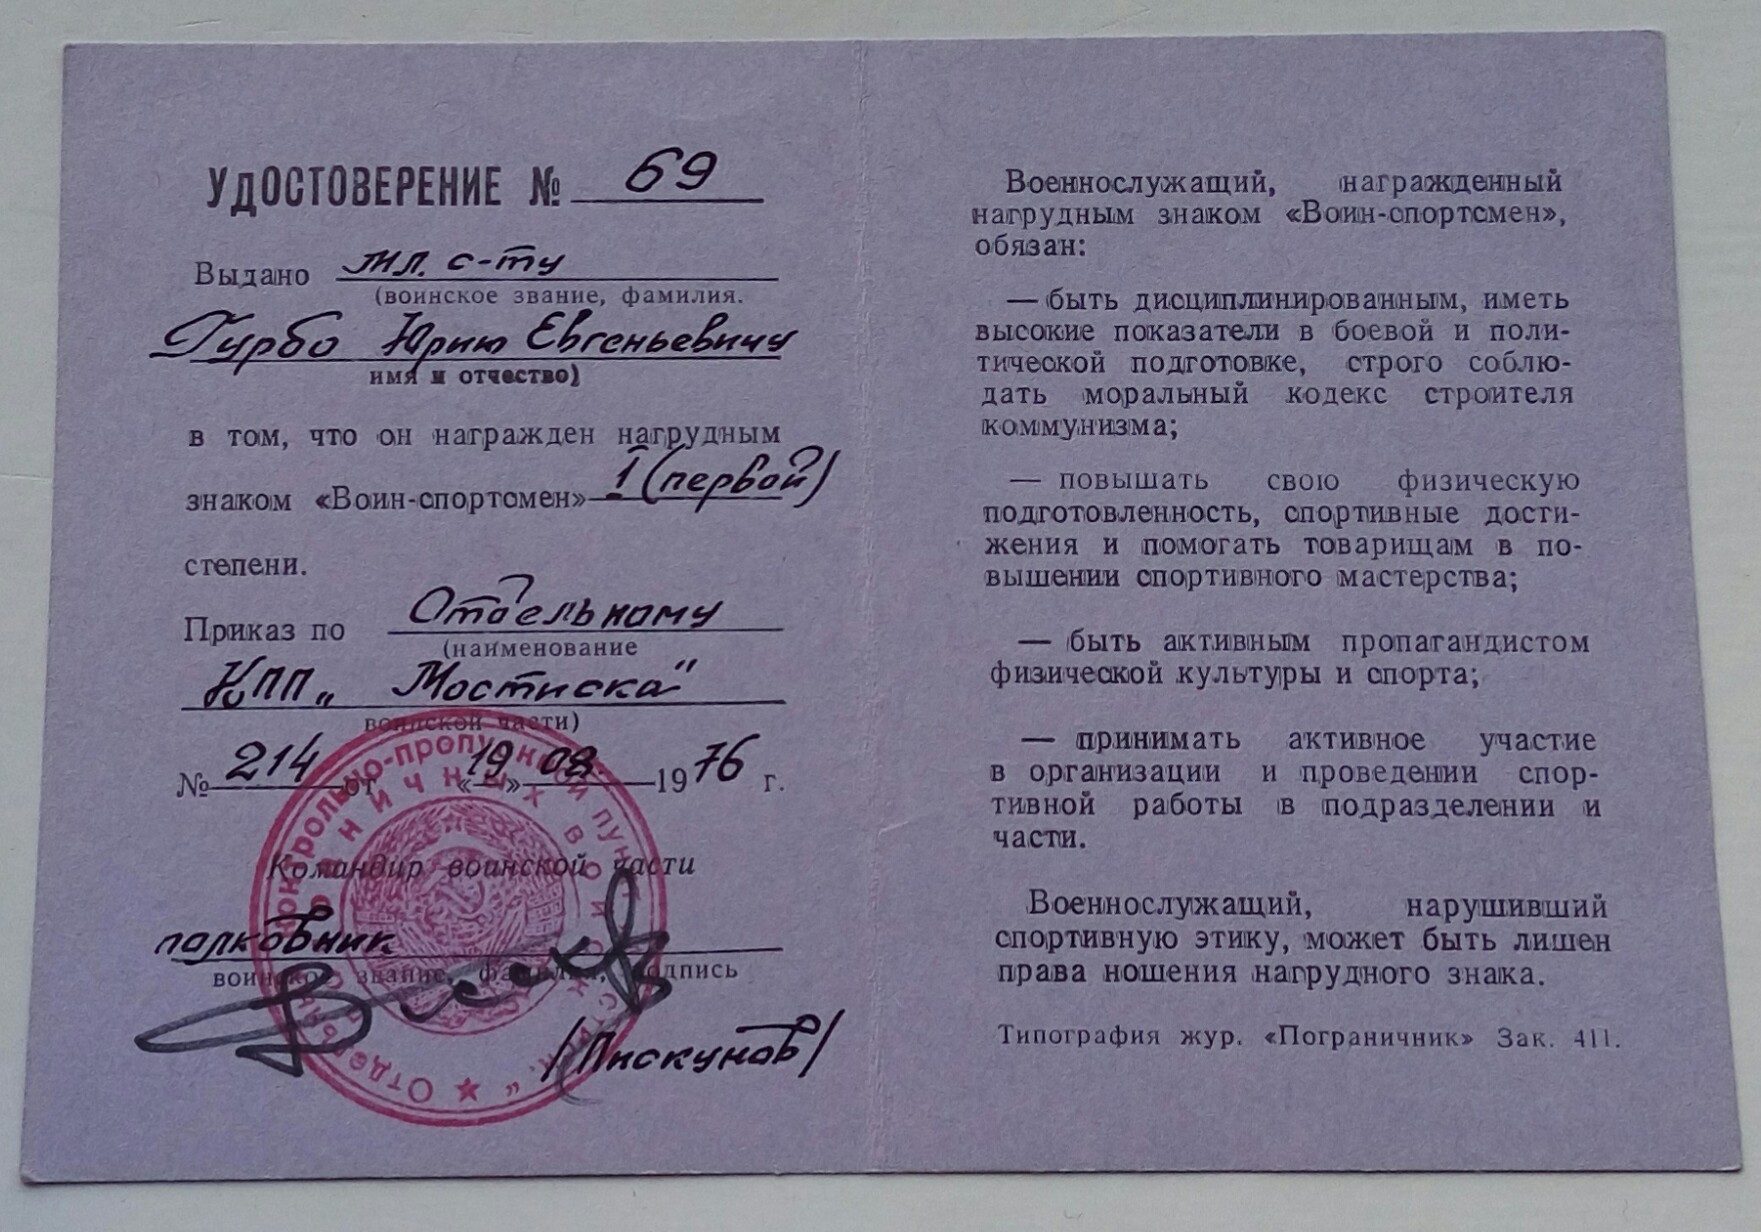 УДОСТОВЕРЕНИЕ № 69
Выдано мл. с-ту
(воинское звание, фамилия.
Гурбо Юрию Евгеньевичу
имя и отчество)
в том, что он награжден нагрудным
знаком «Воин-спортсмен» 1 (первой)
степени.
Приказ по Отдельному
(наименование
КПП „Мостиска"
воинской части)
№ 214 от «19» 08 1976 г.
Командир воинской части
полковник
воинское звание, фамилия, подпись
/Пискунов/
Военнослужащий, награжденный
нагрудным знаком «Воин-спортсмен»,
обязан:
— быть дисциплинированным, иметь
высокие показатели в боевой и поли-
тической подготовке, строго соблю-
дать моральный кодекс строителя
коммунизма;
— повышать свою физическую
подготовленность, спортивные дости-
жения и помогать товарищам в по-
вышении спортивного мастерства;
— быть активным пропагандистом
физической культуры и спорта;
— принимать активное участие
в организации и проведении спор-
тивной работы в подразделении и
части.
Военнослужащий, нарушивший
спортивную этику, может быть лишен
права ношения нагрудного знака.
Типография жур. «Пограничник» Зак. 411.